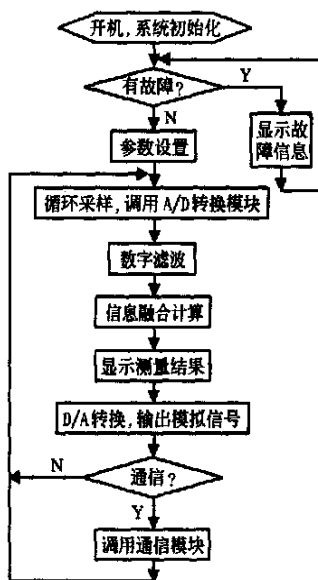 开机,系统初始化
有故障?
Y
N
显示故
障信息
参数设置
循环采样,调用A/D转换模块
数字滤波
信息融合计算
显示测量结果
D/A转换,输出模拟信号
N
通信?
Y
调用通信模块